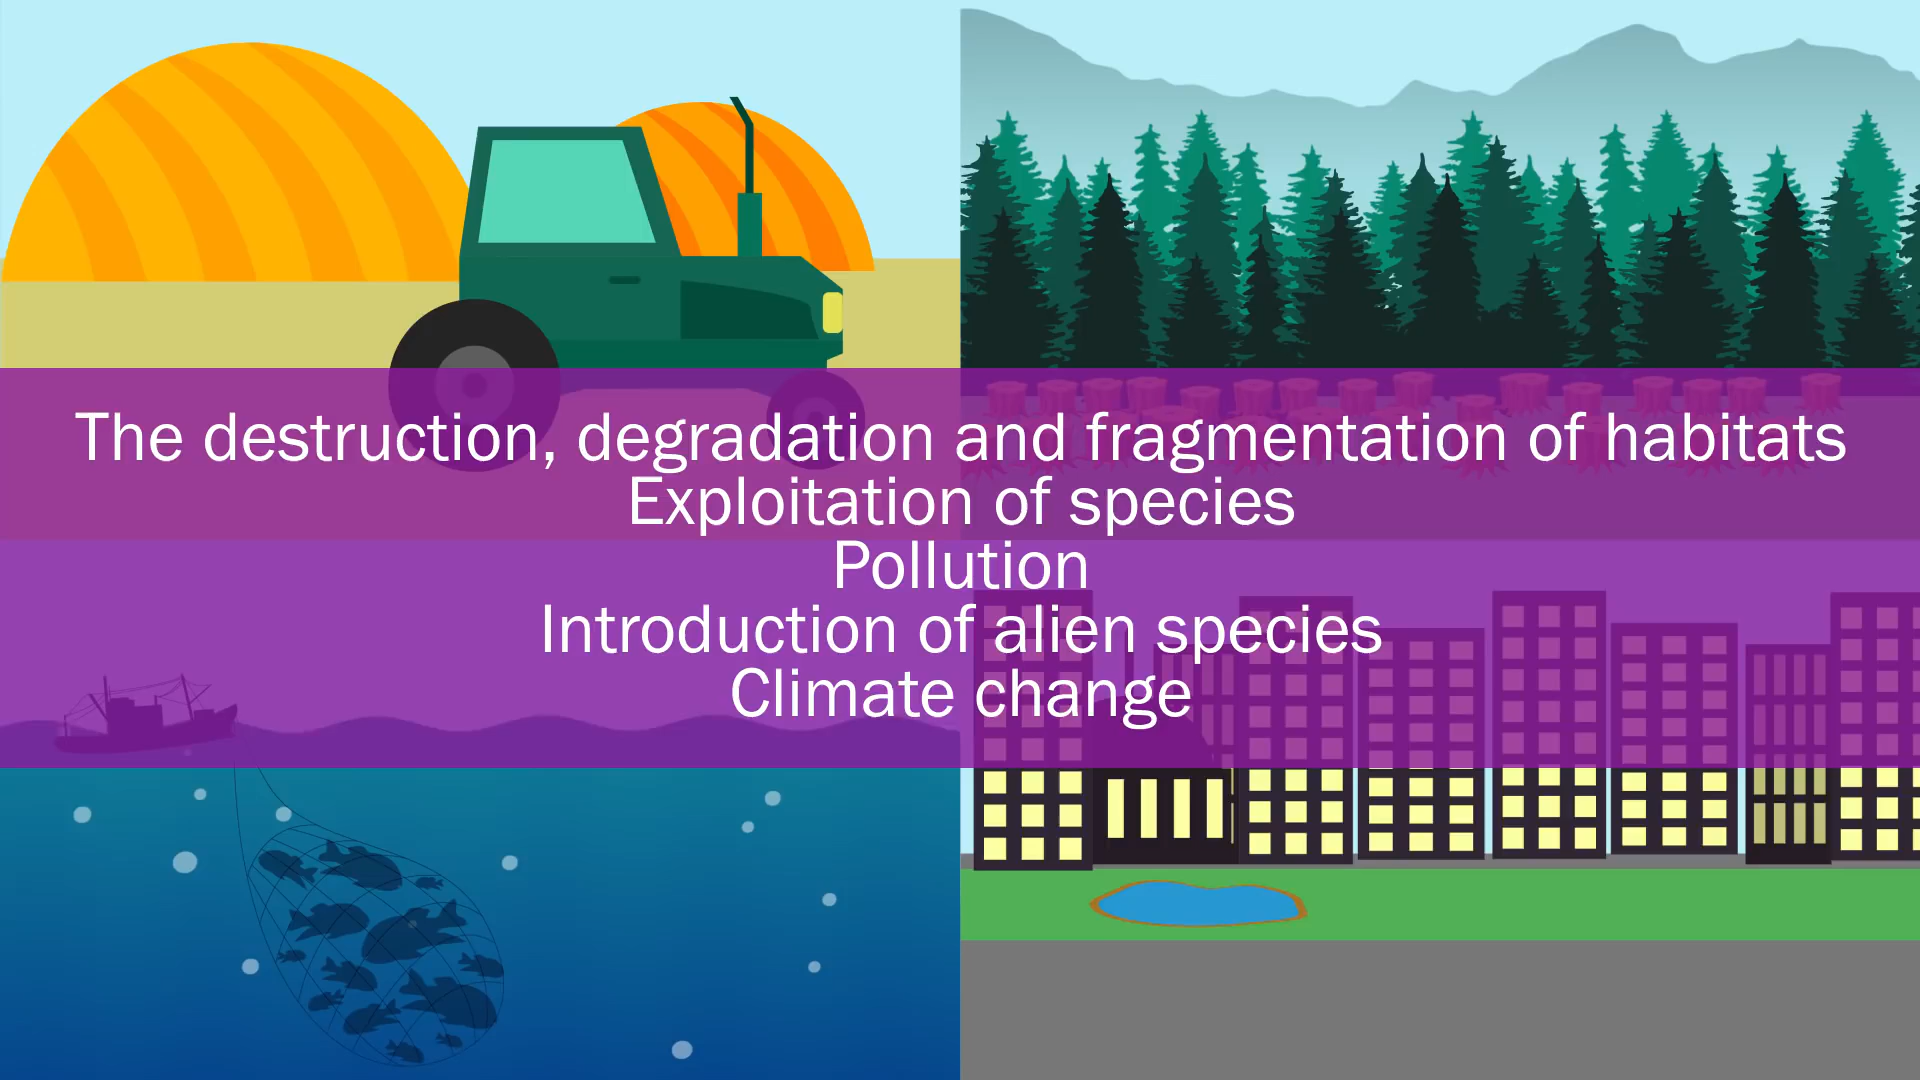 The destruction, degradation and fragmentation of habitats
Exploitation of species
Pollution
Introduction of alien species
Climate change